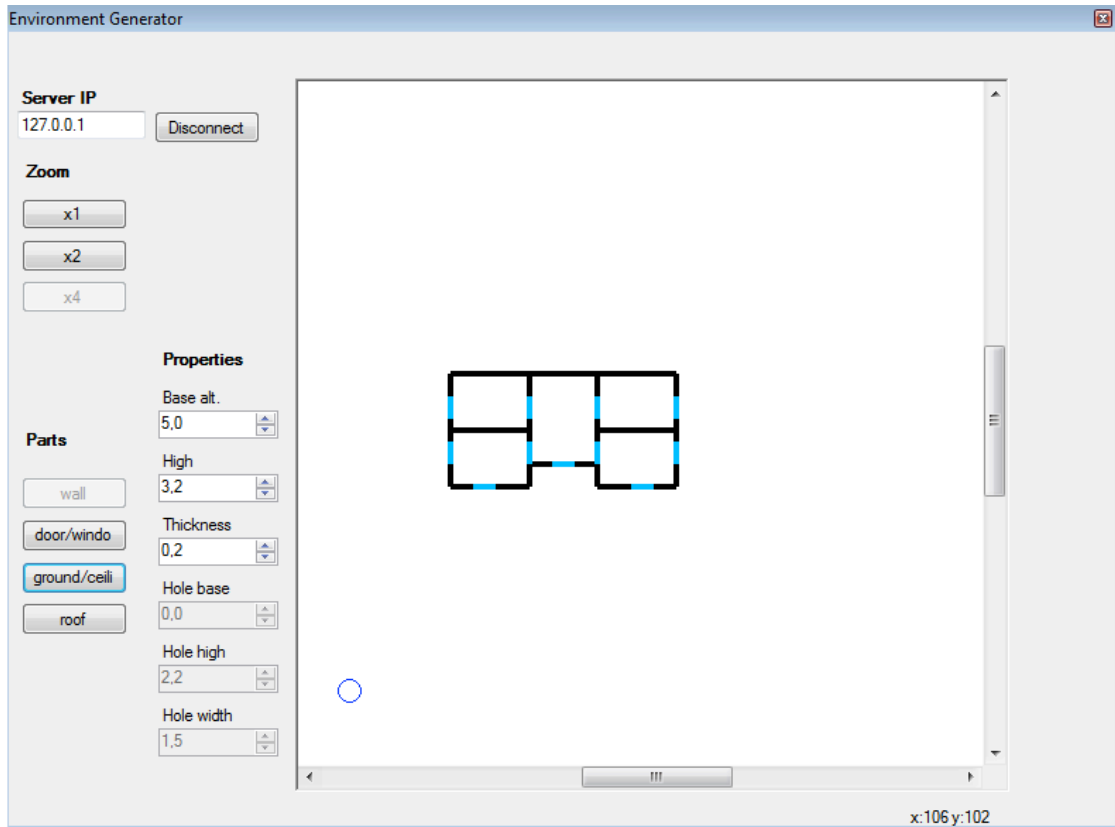 Environment Generator
Server IP
127.0.0.1
Disconnect
Zoom
x1
x2
x4
Properties
Base alt.
5,0
Parts
High
3,2
wall
Thickness
door/windo
0,2
ground/ceili
Hole base
0,0
roof
Hole high
2,2
Hole width
1,5
x:106 y:102